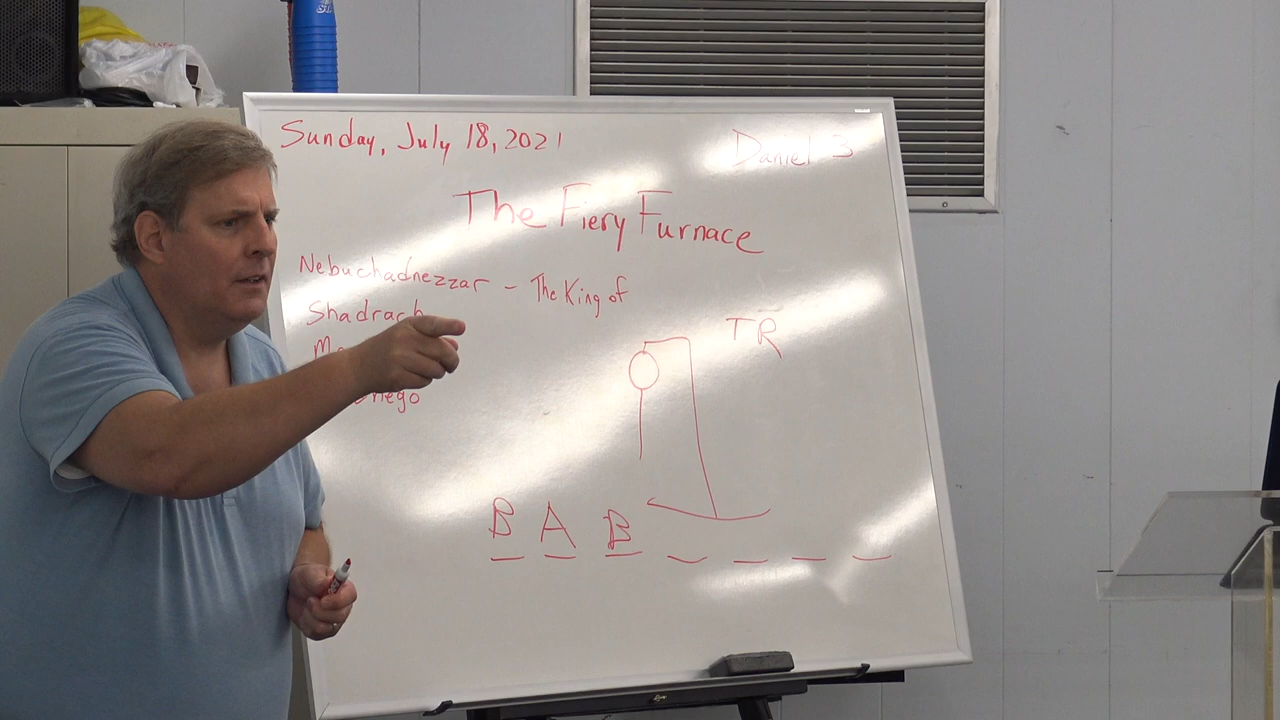 Sunday, July 18, 2021
Daniel 3
The Fiery Furnace
Nebuchadnezzar - The King of
Shadrach
TR
B A B _ _ _ _